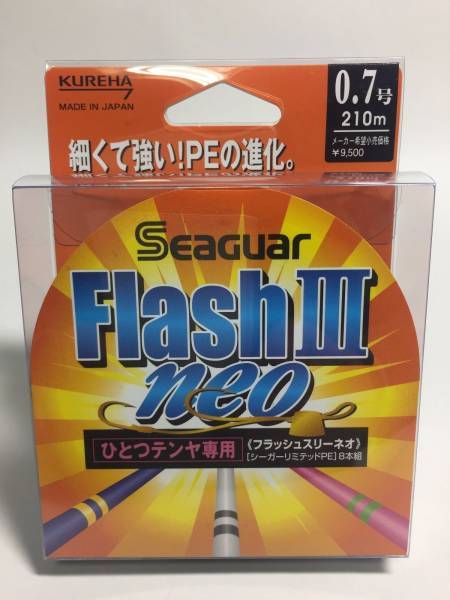 KUREHA
MADE IN JAPAN
0.7号
210m
メーカー希望小売価格
¥9,500
細くて強い!PEの進化。
Seaguar
Flash III
neo
ひとつテンヤ専用
《フラッシュスリーネオ》
[シーガーリミテッドPE]8本組